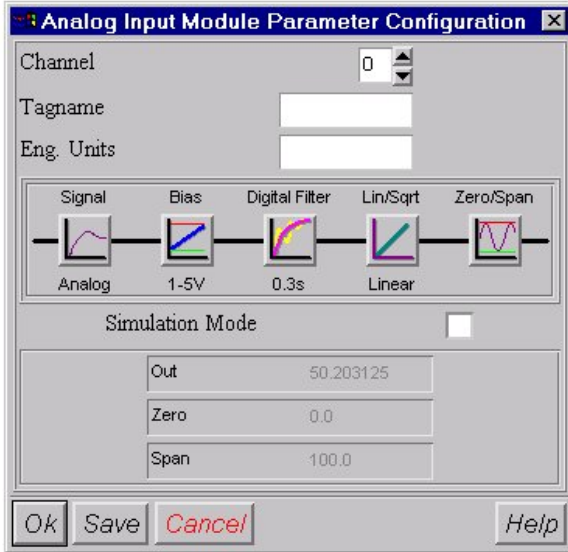 Analog Input Module Parameter Configuration
Channel 0
Tagname
Eng. Units
Signal Bias Digital Filter Lin/Sqrt Zero/Span
Analog 1-5V 0.3s Linear
Simulation Mode
Out 50.203125
Zero 0.0
Span 100.0
Ok Save Cancel Help